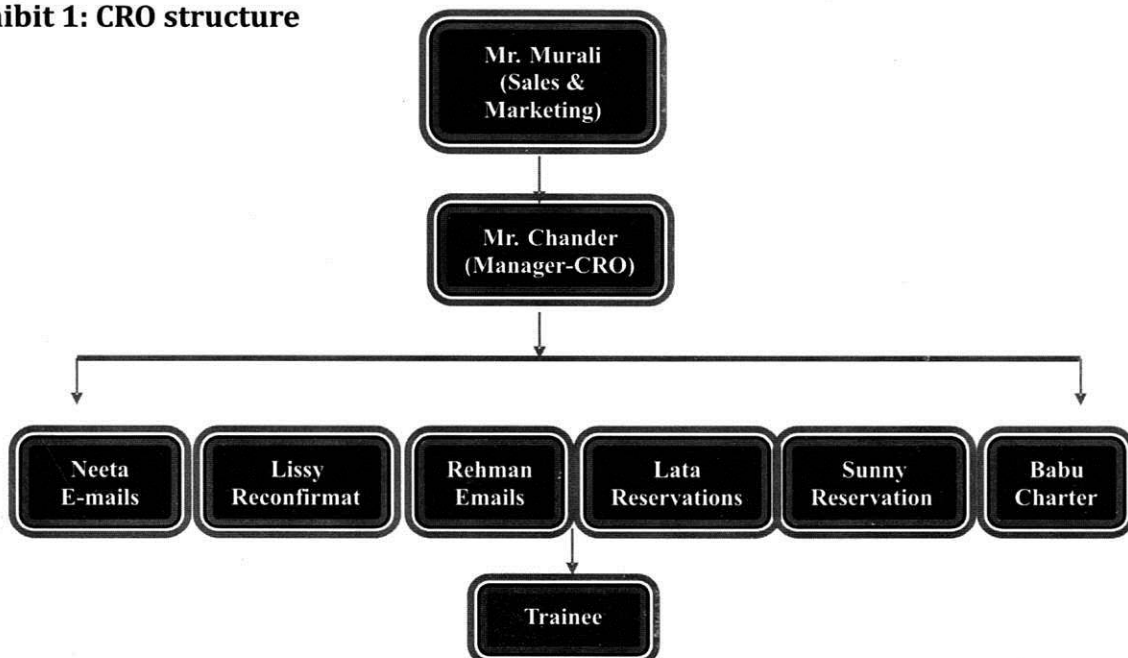 hibit 1: CRO structure
Mr. Murali
(Sales &
Marketing)
Mr. Chander
(Manager-CRO)
Neeta
E-mails
Lissy
Reconfirmat
Rehman
Emails
Lata
Reservations
Sunny
Reservation
Babu
Charter
Trainee